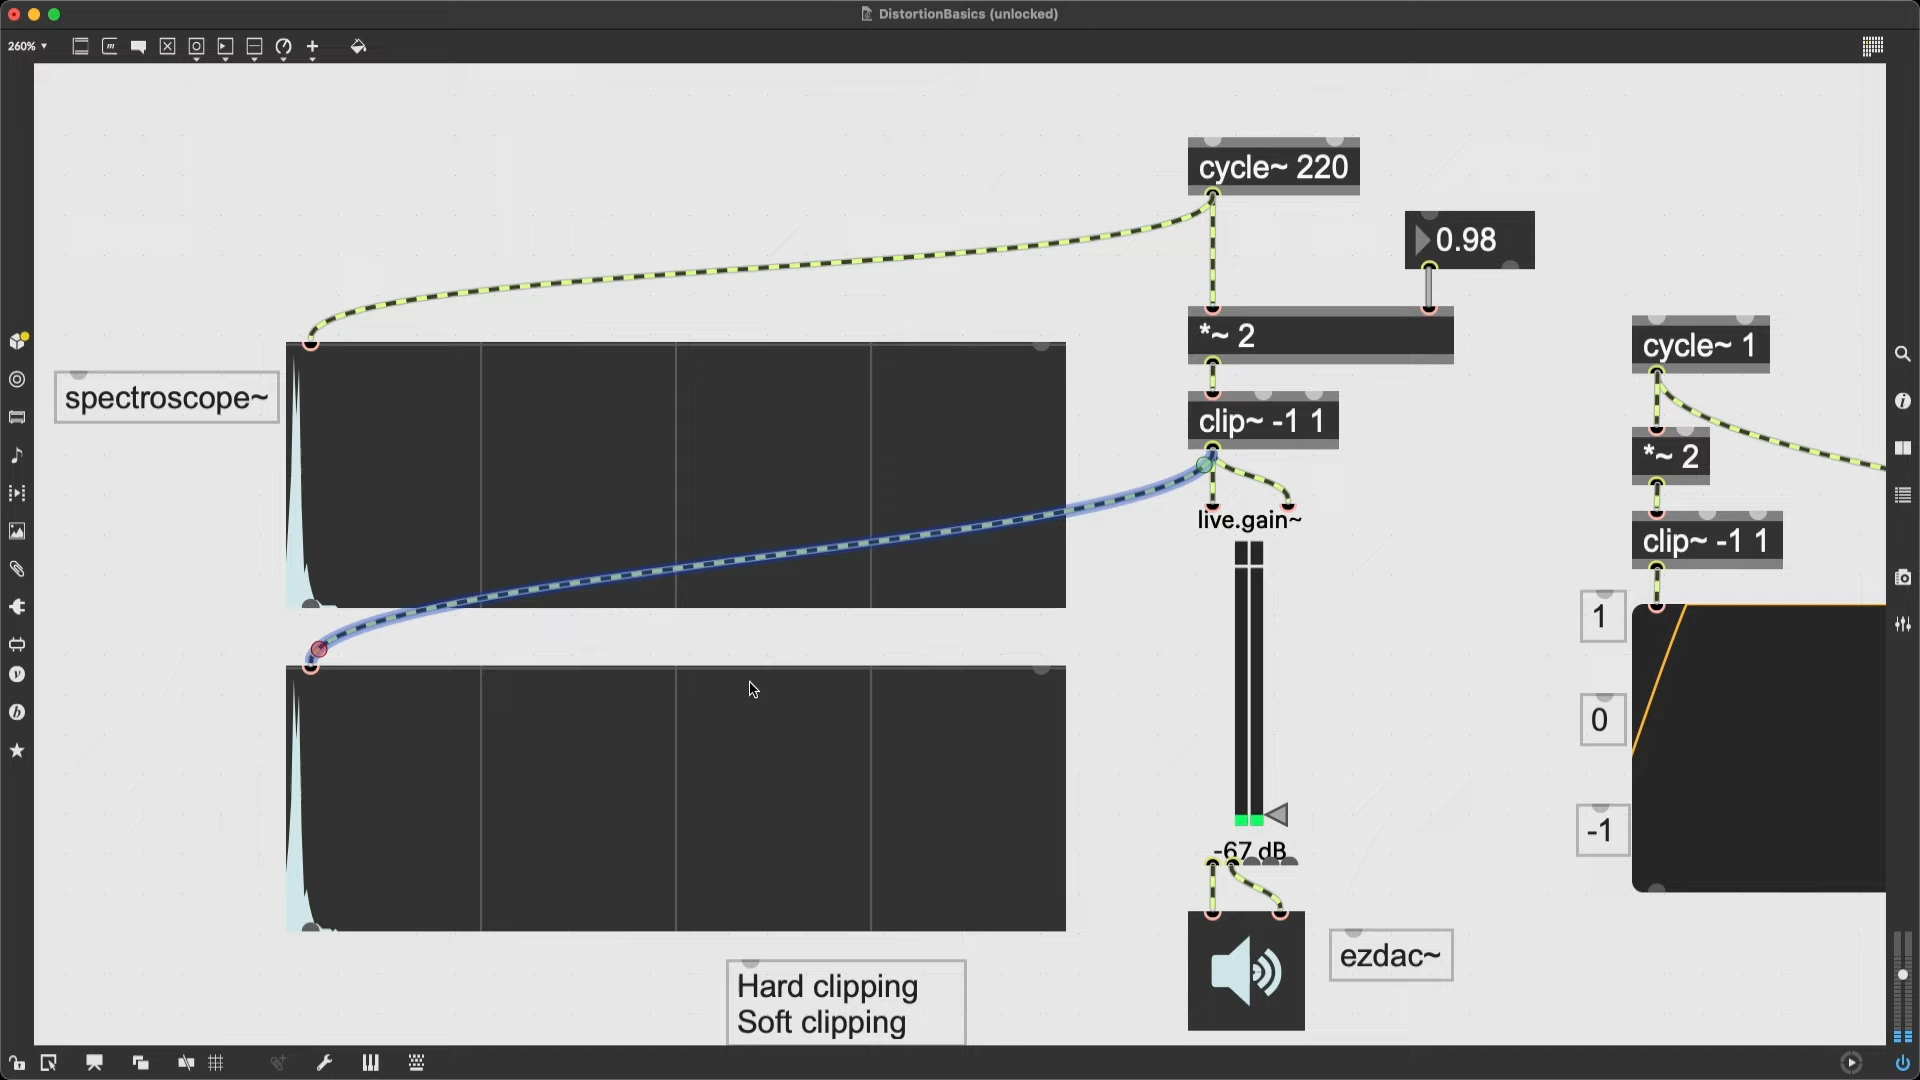 DistortionBasics (unlocked)
260%
cycle~ 220
0.98
*~ 2
cycle~ 1
spectroscope~
clip~ -1 1
*~ 2
live.gain~
clip~ -1 1
1
0
-1
-67 dB
ezdac~
Hard clipping
Soft clipping